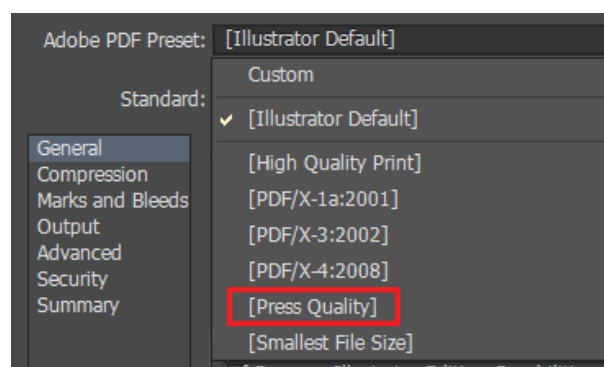 Adobe PDF Preset: [Illustrator Default]
Custom
Standard:
✓ [Illustrator Default]
General
[High Quality Print]
Compression
Marks and Bleeds
[PDF/X-1a:2001]
Output
[PDF/X-3:2002]
Advanced
[PDF/X-4:2008]
Security
Summary
[Press Quality]
[Smallest File Size]